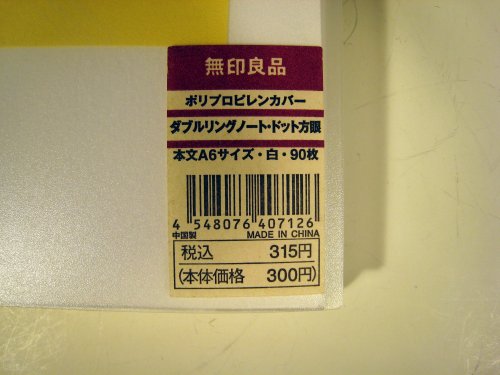 無印良品
ポリプロピレンカバー
ダブルリングノート・ドット方眼
本文A6サイズ・白・90枚
4 548076 407126
中国製 MADE IN CHINA
税込 315円
(本体価格 300円)